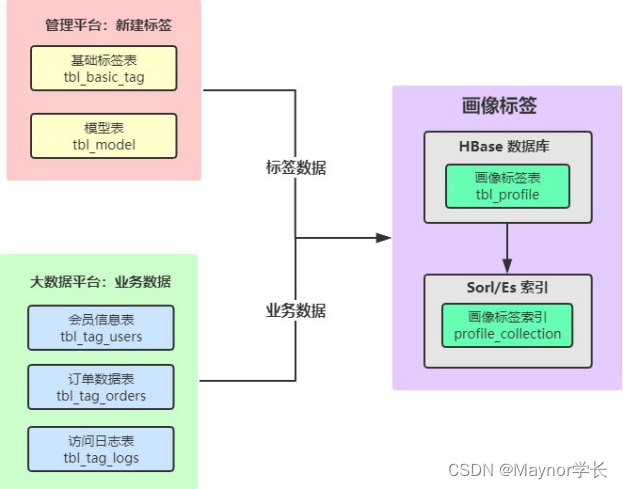 管理平台：新建标签
基础标签表
tbl_basic_tag
模型表
tbl_model
标签数据
大数据平台：业务数据
会员信息表
tbl_tag_users
订单数据表
tbl_tag_orders
访问日志表
tbl_tag_logs
业务数据
画像标签
HBase 数据库
画像标签表
tbl_profile
Sorl/Es 索引
画像标签索引
profile_collection
CSDN @Maynor学长